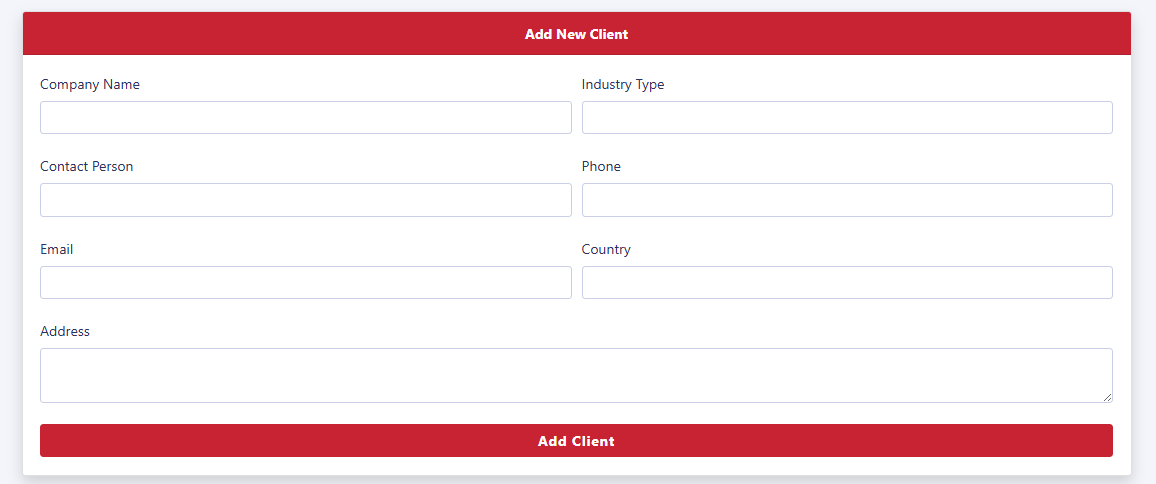 Add New Client
Company Name
Industry Type
Contact Person
Phone
Email
Country
Address
Add Client